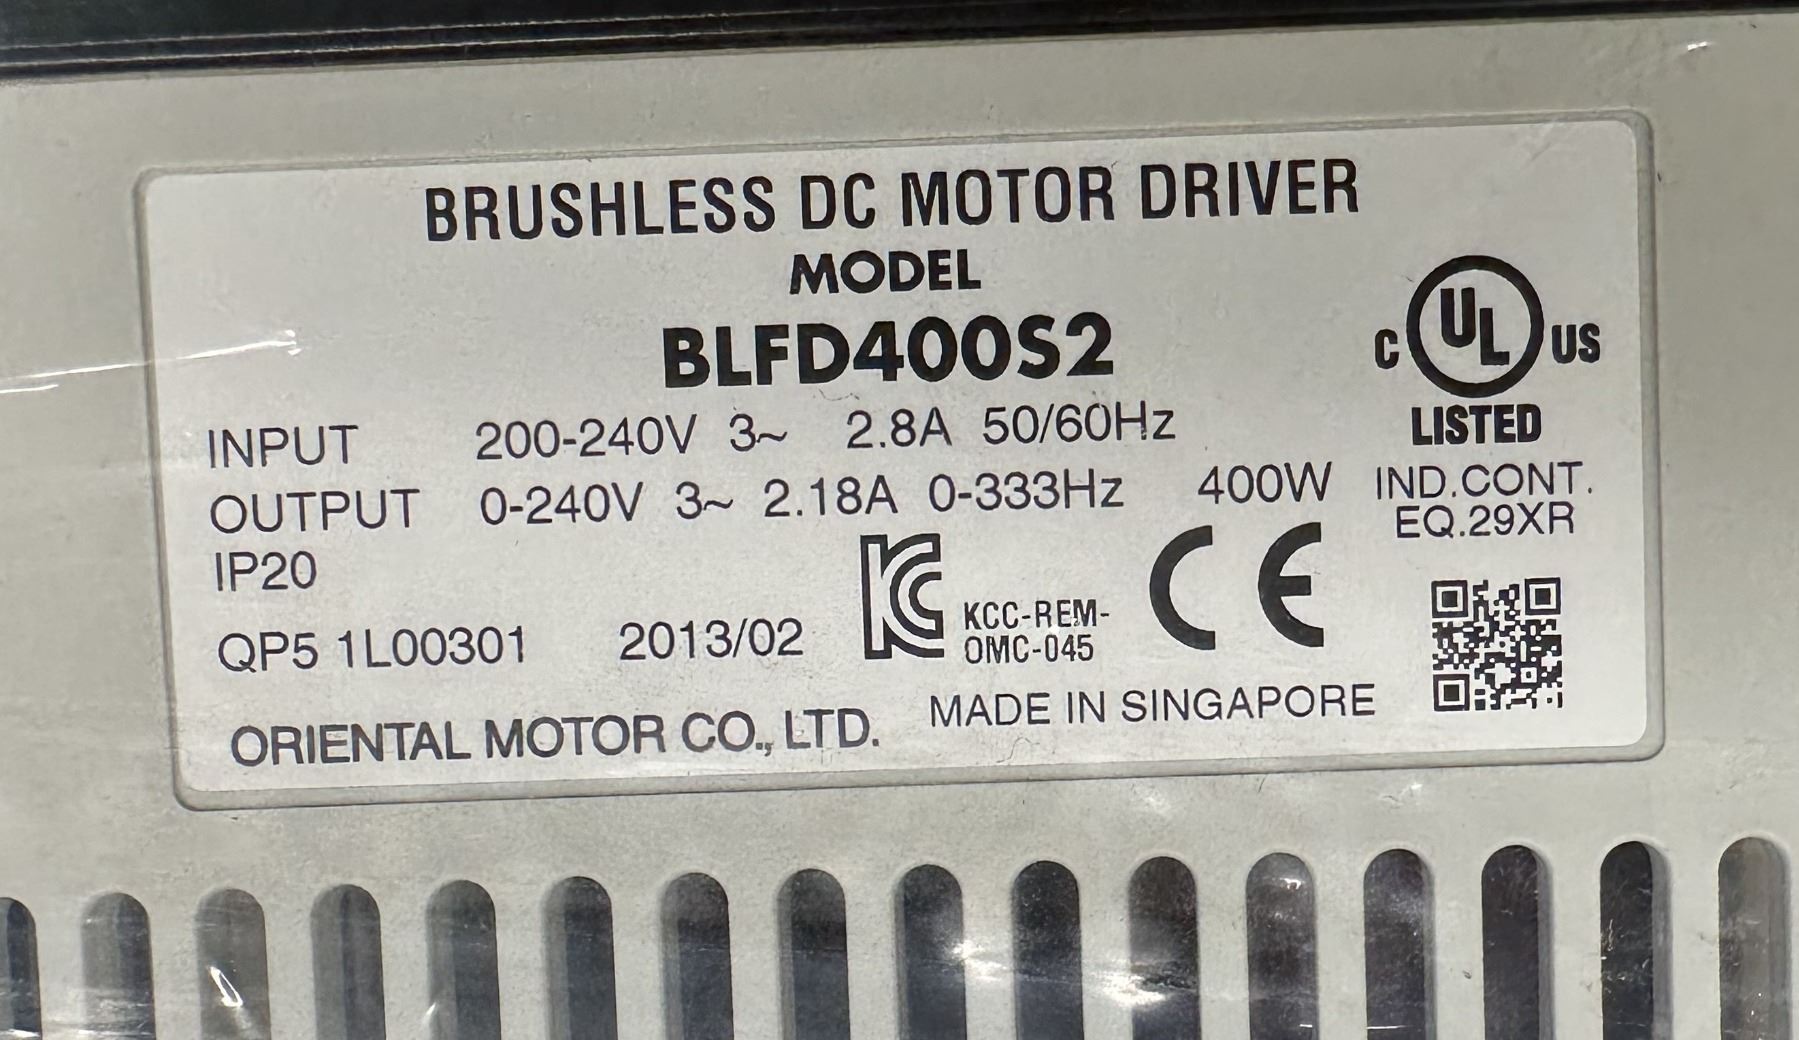 BRUSHLESS DC MOTOR DRIVER
MODEL
BLFD400S2
C UL US
LISTED
INPUT 200-240V 3~ 2.8A 50/60Hz
OUTPUT 0-240V 3~ 2.18A 0-333Hz 400W
IND.CONT.
EQ.29XR
IP20
KCC-REM-
OMC-045
CE
QP5 1L00301 2013/02
ORIENTAL MOTOR CO., LTD.
MADE IN SINGAPORE